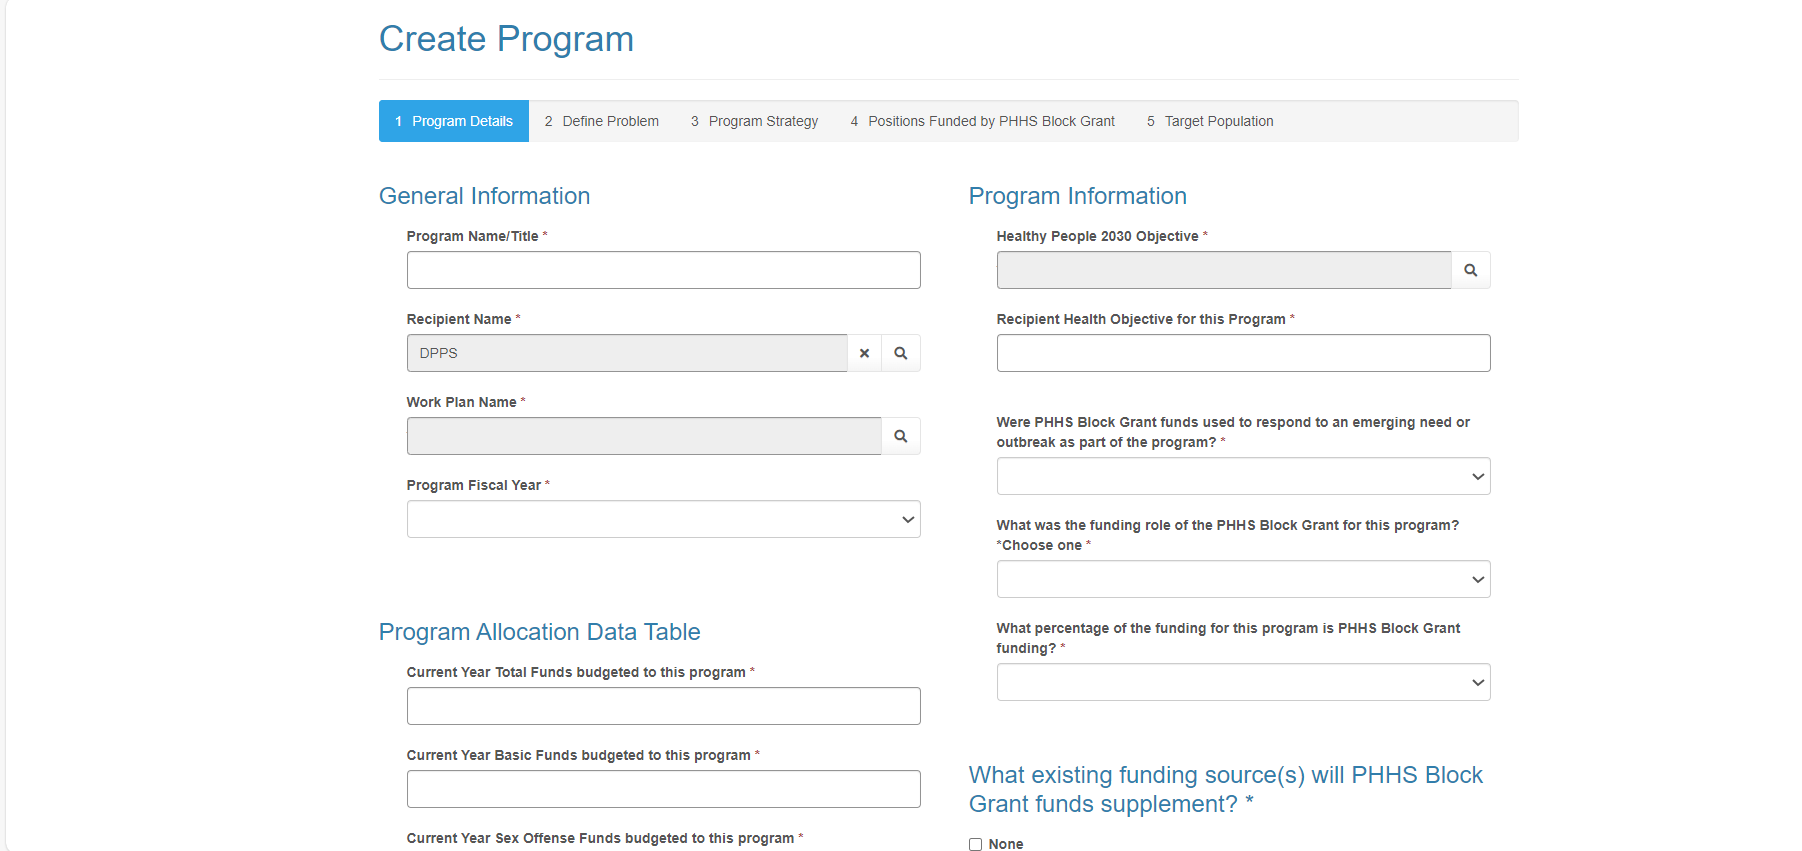 Create Program
1 Program Details 2 Define Problem 3 Program Strategy 4 Positions Funded by PHHS Block Grant 5 Target Population
General Information
Program Name/Title *
Recipient Name *
DPPS
Work Plan Name *
Program Fiscal Year *
Program Allocation Data Table
Current Year Total Funds budgeted to this program *
Current Year Basic Funds budgeted to this program *
Current Year Sex Offense Funds budgeted to this program *
Program Information
Healthy People 2030 Objective *
Recipient Health Objective for this Program *
Were PHHS Block Grant funds used to respond to an emerging need or
outbreak as part of the program? *
What was the funding role of the PHHS Block Grant for this program?
*Choose one *
What percentage of the funding for this program is PHHS Block Grant
funding? *
What existing funding source(s) will PHHS Block
Grant funds supplement? *
None